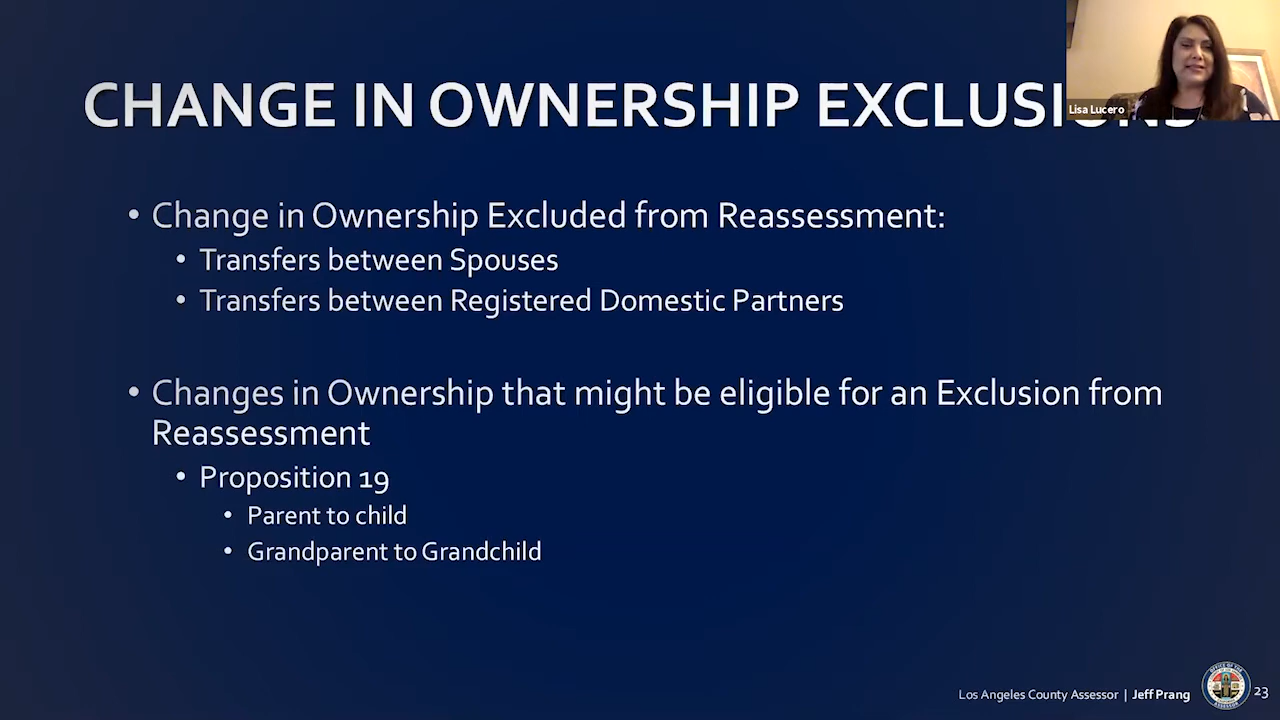 CHANGE IN OWNERSHIP EXCLUSIONS
Lisa Lucero
• Change in Ownership Excluded from Reassessment:
• Transfers between Spouses
• Transfers between Registered Domestic Partners
• Changes in Ownership that might be eligible for an Exclusion from
Reassessment
• Proposition 19
• Parent to child
• Grandparent to Grandchild
Los Angeles County Assessor | Jeff Prang
23